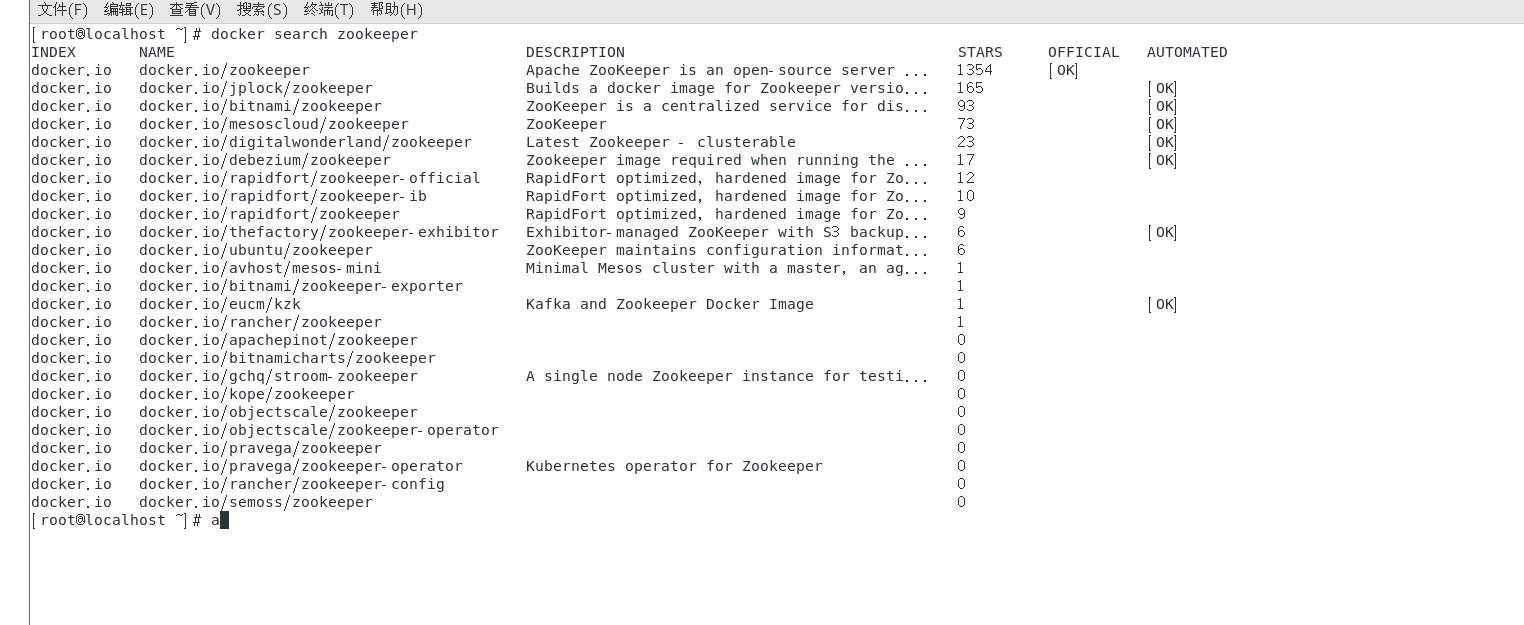 文件(F) 编辑(E) 查看(V) 搜索(S) 终端(T) 帮助(H)
[root@localhost ~]# docker search zookeeper
INDEX NAME DESCRIPTION STARS OFFICIAL AUTOMATED
docker.io docker.io/zookeeper Apache ZooKeeper is an open-source server ... 1354 [OK]
docker.io docker.io/jplock/zookeeper Builds a docker image for Zookeeper versio... 165 [OK]
docker.io docker.io/bitnami/zookeeper ZooKeeper is a centralized service for dis... 93 [OK]
docker.io docker.io/mesoscloud/zookeeper ZooKeeper 73 [OK]
docker.io docker.io/digitalwonderland/zookeeper Latest Zookeeper - clusterable 23 [OK]
docker.io docker.io/debezium/zookeeper Zookeeper image required when running the ... 17 [OK]
docker.io docker.io/rapidfort/zookeeper-official RapidFort optimized, hardened image for Zo... 12
docker.io docker.io/rapidfort/zookeeper-ib RapidFort optimized, hardened image for Zo... 10
docker.io docker.io/rapidfort/zookeeper RapidFort optimized, hardened image for Zo... 9
docker.io docker.io/thefactory/zookeeper-exhibitor Exhibitor-managed ZooKeeper with S3 backup... 6 [OK]
docker.io docker.io/ubuntu/zookeeper ZooKeeper maintains configuration informat... 6
docker.io docker.io/avhost/mesos-mini Minimal Mesos cluster with a master, an ag... 1
docker.io docker.io/bitnami/zookeeper-exporter 1
docker.io docker.io/eucm/kzk Kafka and Zookeeper Docker Image 1 [OK]
docker.io docker.io/rancher/zookeeper 1
docker.io docker.io/apachepinot/zookeeper 0
docker.io docker.io/bitnamicharts/zookeeper 0
docker.io docker.io/gchq/stroom-zookeeper A single node Zookeeper instance for testi... 0
docker.io docker.io/kope/zookeeper 0
docker.io docker.io/objectscale/zookeeper 0
docker.io docker.io/objectscale/zookeeper-operator 0
docker.io docker.io/pravega/zookeeper 0
docker.io docker.io/pravega/zookeeper-operator Kubernetes operator for Zookeeper 0
docker.io docker.io/rancher/zookeeper-config 0
docker.io docker.io/semoss/zookeeper 0
[root@localhost ~]# a